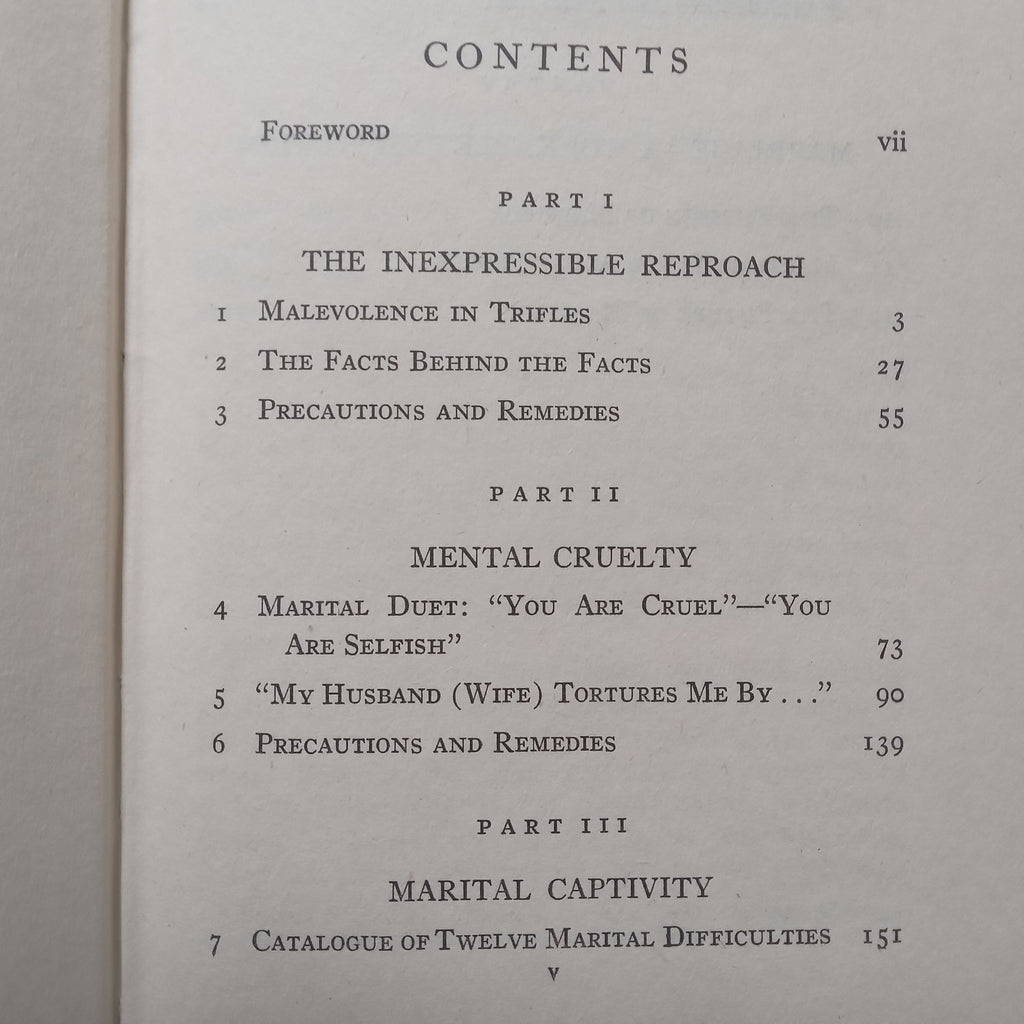 CONTENTS
FOREWORD vii
PART I
THE INEXPRESSIBLE REPROACH
1 MALEVOLENCE IN TRIFLES 3
2 THE FACTS BEHIND THE FACTS 27
3 PRECAUTIONS AND REMEDIES 55
PART II
MENTAL CRUELTY
4 MARITAL DUET: “YOU ARE CRUEL”—“YOU
ARE SELFISH” 73
5 “MY HUSBAND (WIFE) TORTURES ME BY . . .” 90
6 PRECAUTIONS AND REMEDIES 139
PART III
MARITAL CAPTIVITY
7 CATALOGUE OF TWELVE MARITAL DIFFICULTIES 151
v